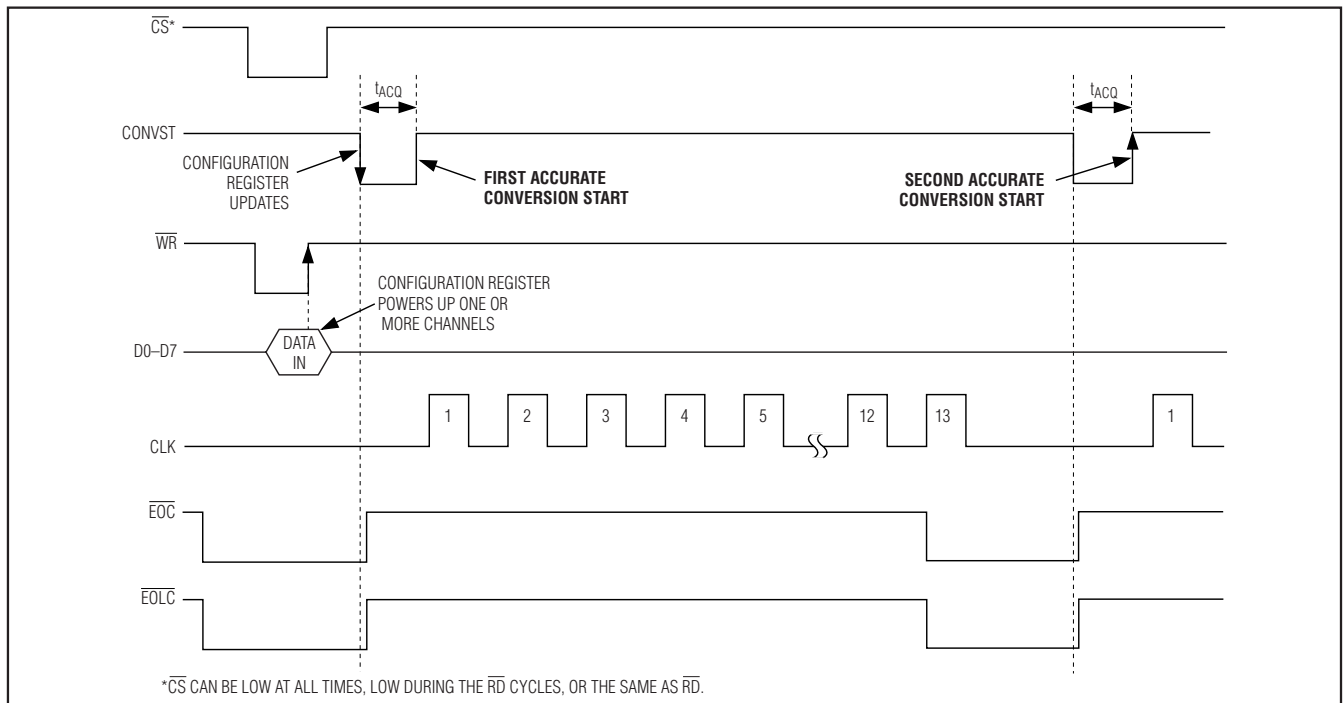 CS*
tACQ
tACQ
CONVST
CONFIGURATION
REGISTER
UPDATES
FIRST ACCURATE
CONVERSION START
SECOND ACCURATE
CONVERSION START
WR
CONFIGURATION REGISTER
POWERS UP ONE OR
MORE CHANNELS
D0–D7
DATA
IN
1 2 3 4 5 12 13 1
CLK
EOC
EOLC
*CS CAN BE LOW AT ALL TIMES, LOW DURING THE RD CYCLES, OR THE SAME AS RD.